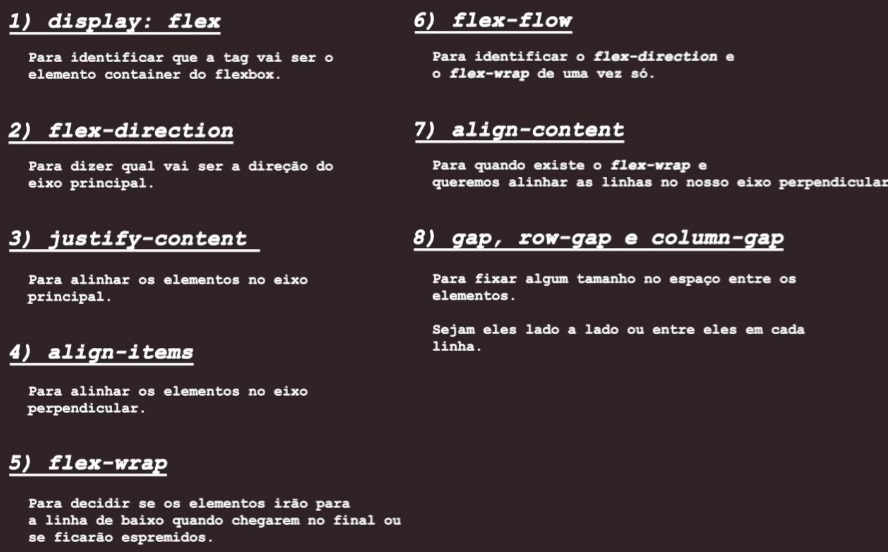 1) display: flex
Para identificar que a tag vai ser o
elemento container do flexbox.
2) flex-direction
Para dizer qual vai ser a direção do
eixo principal.
3) justify-content
Para alinhar os elementos no eixo
principal.
4) align-items
Para alinhar os elementos no eixo
perpendicular.
5) flex-wrap
Para decidir se os elementos irão para
a linha de baixo quando chegarem no final ou
se ficarão espremidos.
6) flex-flow
Para identificar o flex-direction e
o flex-wrap de uma vez só.
7) align-content
Para quando existe o flex-wrap e
queremos alinhar as linhas no nosso eixo perpendicular
8) gap, row-gap e column-gap
Para fixar algum tamanho no espaço entre os
elementos.
Sejam eles lado a lado ou entre eles em cada
linha.